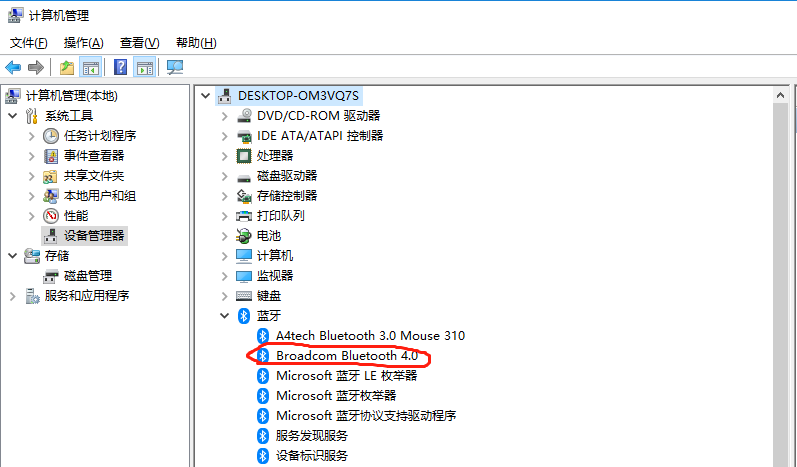 计算机管理
文件(F) 操作(A) 查看(V) 帮助(H)
计算机管理(本地)
系统工具
任务计划程序
事件查看器
共享文件夹
本地用户和组
性能
设备管理器
存储
磁盘管理
服务和应用程序
DESKTOP-OM3VQ7S
DVD/CD-ROM 驱动器
IDE ATA/ATAPI 控制器
处理器
磁盘驱动器
存储控制器
打印队列
电池
计算机
监视器
键盘
蓝牙
A4tech Bluetooth 3.0 Mouse 310
Broadcom Bluetooth 4.0
Microsoft 蓝牙 LE 枚举器
Microsoft 蓝牙枚举器
Microsoft 蓝牙协议支持驱动程序
服务发现服务
设备标识服务